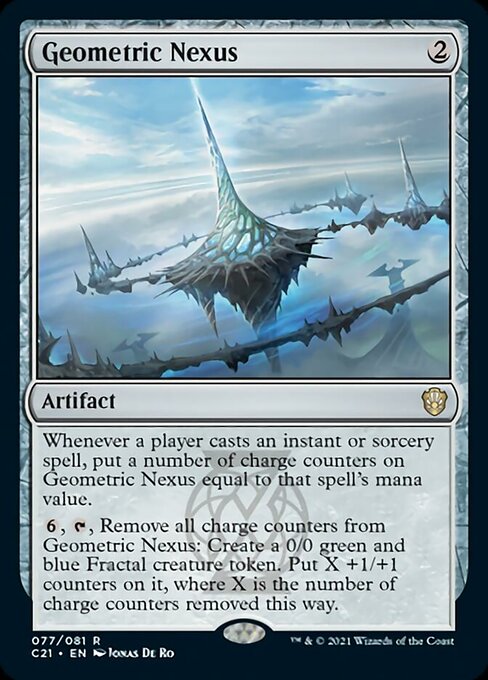 Geometric Nexus 2
Artifact
Whenever a player casts an instant or sorcery
spell, put a number of charge counters on
Geometric Nexus equal to that spell's mana
value.
6, , Remove all charge counters from
Geometric Nexus: Create a 0/0 green and
blue Fractal creature token. Put X +1/+1
counters on it, where X is the number of
charge counters removed this way.
077/081 R
™ & © 2021 Wizards of the Coast
C21 • EN Jonas De Ro